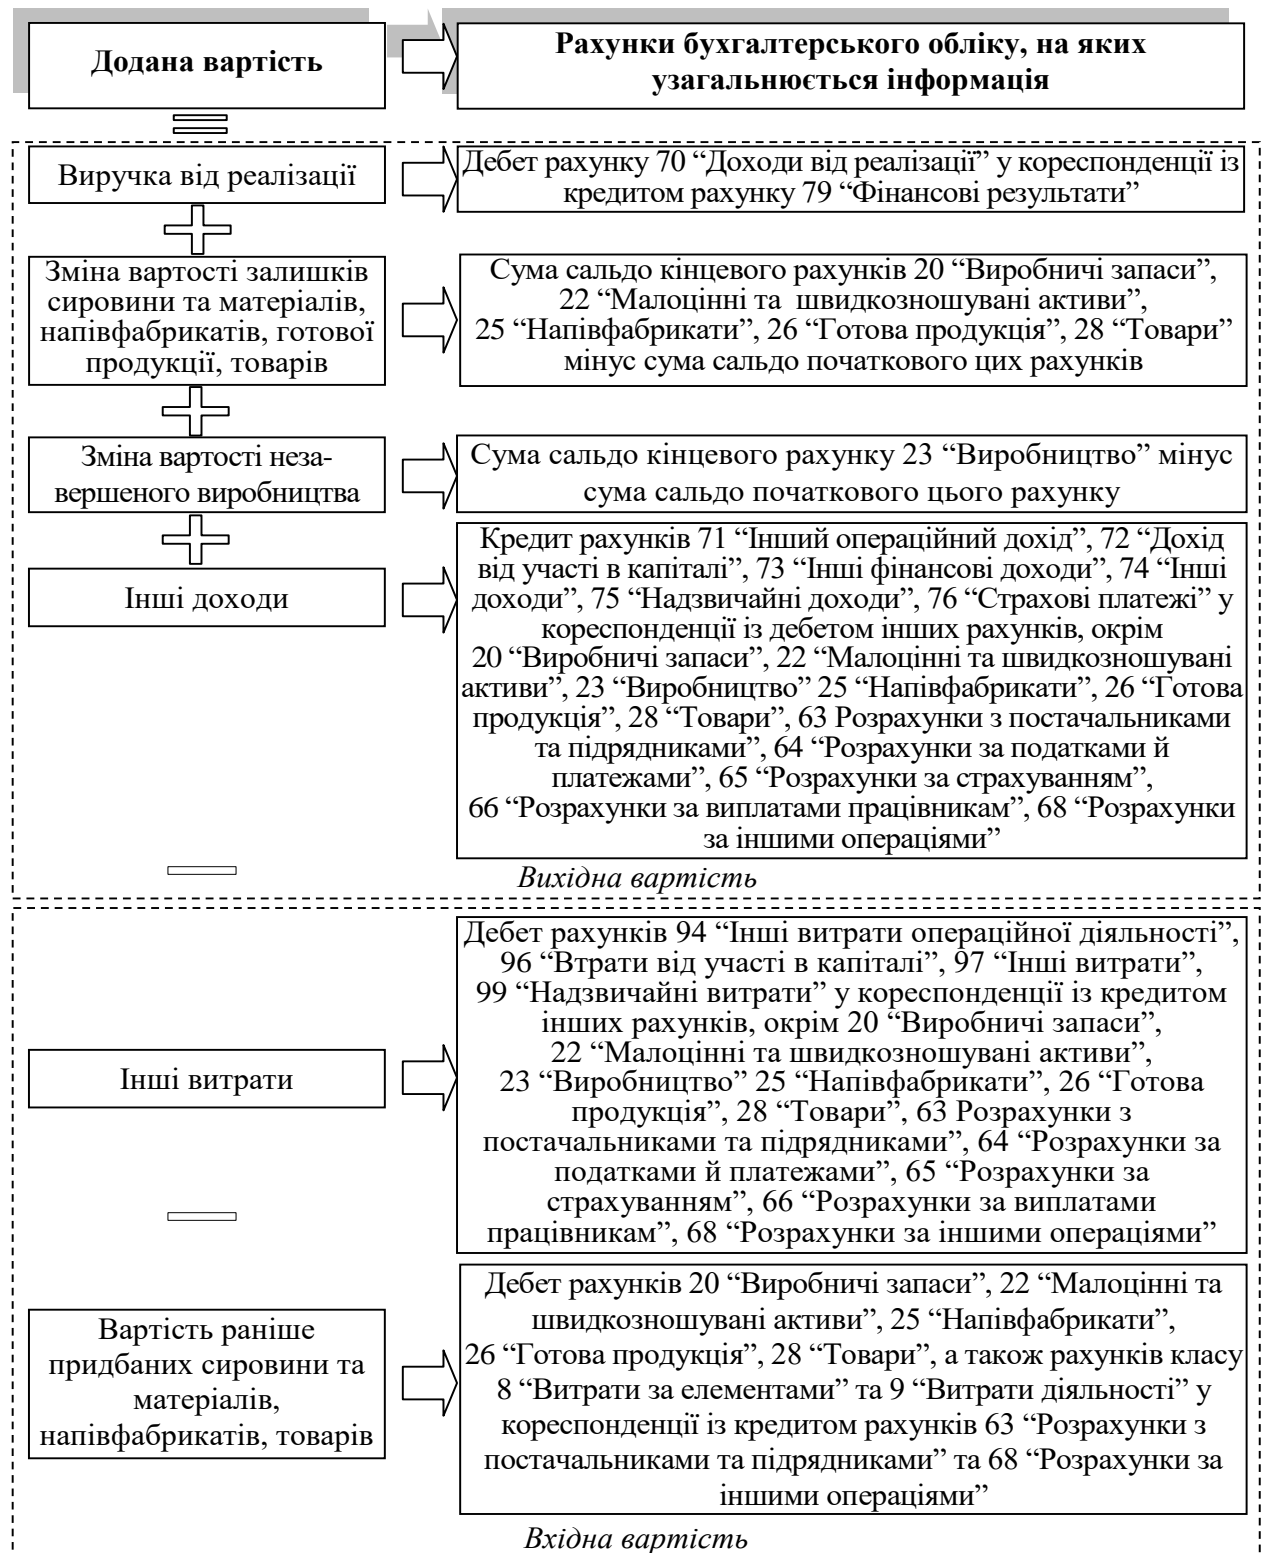 Додана вартість
Рахунки бухгалтерського обліку, на яких
узагальнюється інформація
Виручка від реалізації
Дебет рахунку 70 “Доходи від реалізації” у кореспонденції із
кредитом рахунку 79 “Фінансові результати”
Зміна вартості залишків
сировини та матеріалів,
напівфабрикатів, готової
продукції, товарів
Сума сальдо кінцевого рахунків 20 “Виробничі запаси”,
22 “Малоцінні та швидкозношувані активи”,
25 “Напівфабрикати”, 26 “Готова продукція”, 28 “Товари”
мінус сума сальдо початкового цих рахунків
Зміна вартості неза-
вершеного виробництва
Сума сальдо кінцевого рахунку 23 “Виробництво” мінус
сума сальдо початкового цього рахунку
Інші доходи
Кредит рахунків 71 “Інший операційний дохід”, 72 “Дохід
від участі в капіталі”, 73 “Інші фінансові доходи”, 74 “Інші
доходи”, 75 “Надзвичайні доходи”, 76 “Страхові платежі” у
кореспонденції із дебетом інших рахунків, окрім
20 “Виробничі запаси”, 22 “Малоцінні та швидкозношувані
активи”, 23 “Виробництво” 25 “Напівфабрикати”, 26 “Готова
продукція”, 28 “Товари”, 63 Розрахунки з постачальниками
та підрядниками”, 64 “Розрахунки за податками й
платежами”, 65 “Розрахунки за страхуванням”,
66 “Розрахунки за виплатами працівникам”, 68 “Розрахунки
за іншими операціями”
Вихідна вартість
Інші витрати
Дебет рахунків 94 “Інші витрати операційної діяльності”,
96 “Втрати від участі в капіталі”, 97 “Інші витрати”,
99 “Надзвичайні витрати” у кореспонденції із кредитом
інших рахунків, окрім 20 “Виробничі запаси”,
22 “Малоцінні та швидкозношувані активи”,
23 “Виробництво” 25 “Напівфабрикати”, 26 “Готова
продукція”, 28 “Товари”, 63 Розрахунки з
постачальниками та підрядниками”, 64 “Розрахунки за
податками й платежами”, 65 “Розрахунки за
страхуванням”, 66 “Розрахунки за виплатами
працівникам”, 68 “Розрахунки за іншими операціями”
Вартість раніше
придбаних сировини та
матеріалів,
напівфабрикатів, товарів
Дебет рахунків 20 “Виробничі запаси”, 22 “Малоцінні та
швидкозношувані активи”, 25 “Напівфабрикати”,
26 “Готова продукція”, 28 “Товари”, а також рахунків класу
8 “Витрати за елементами” та 9 “Витрати діяльності” у
кореспонденції із кредитом рахунків 63 “Розрахунки з
постачальниками та підрядниками” та 68 “Розрахунки за
іншими операціями”
Вхідна вартість